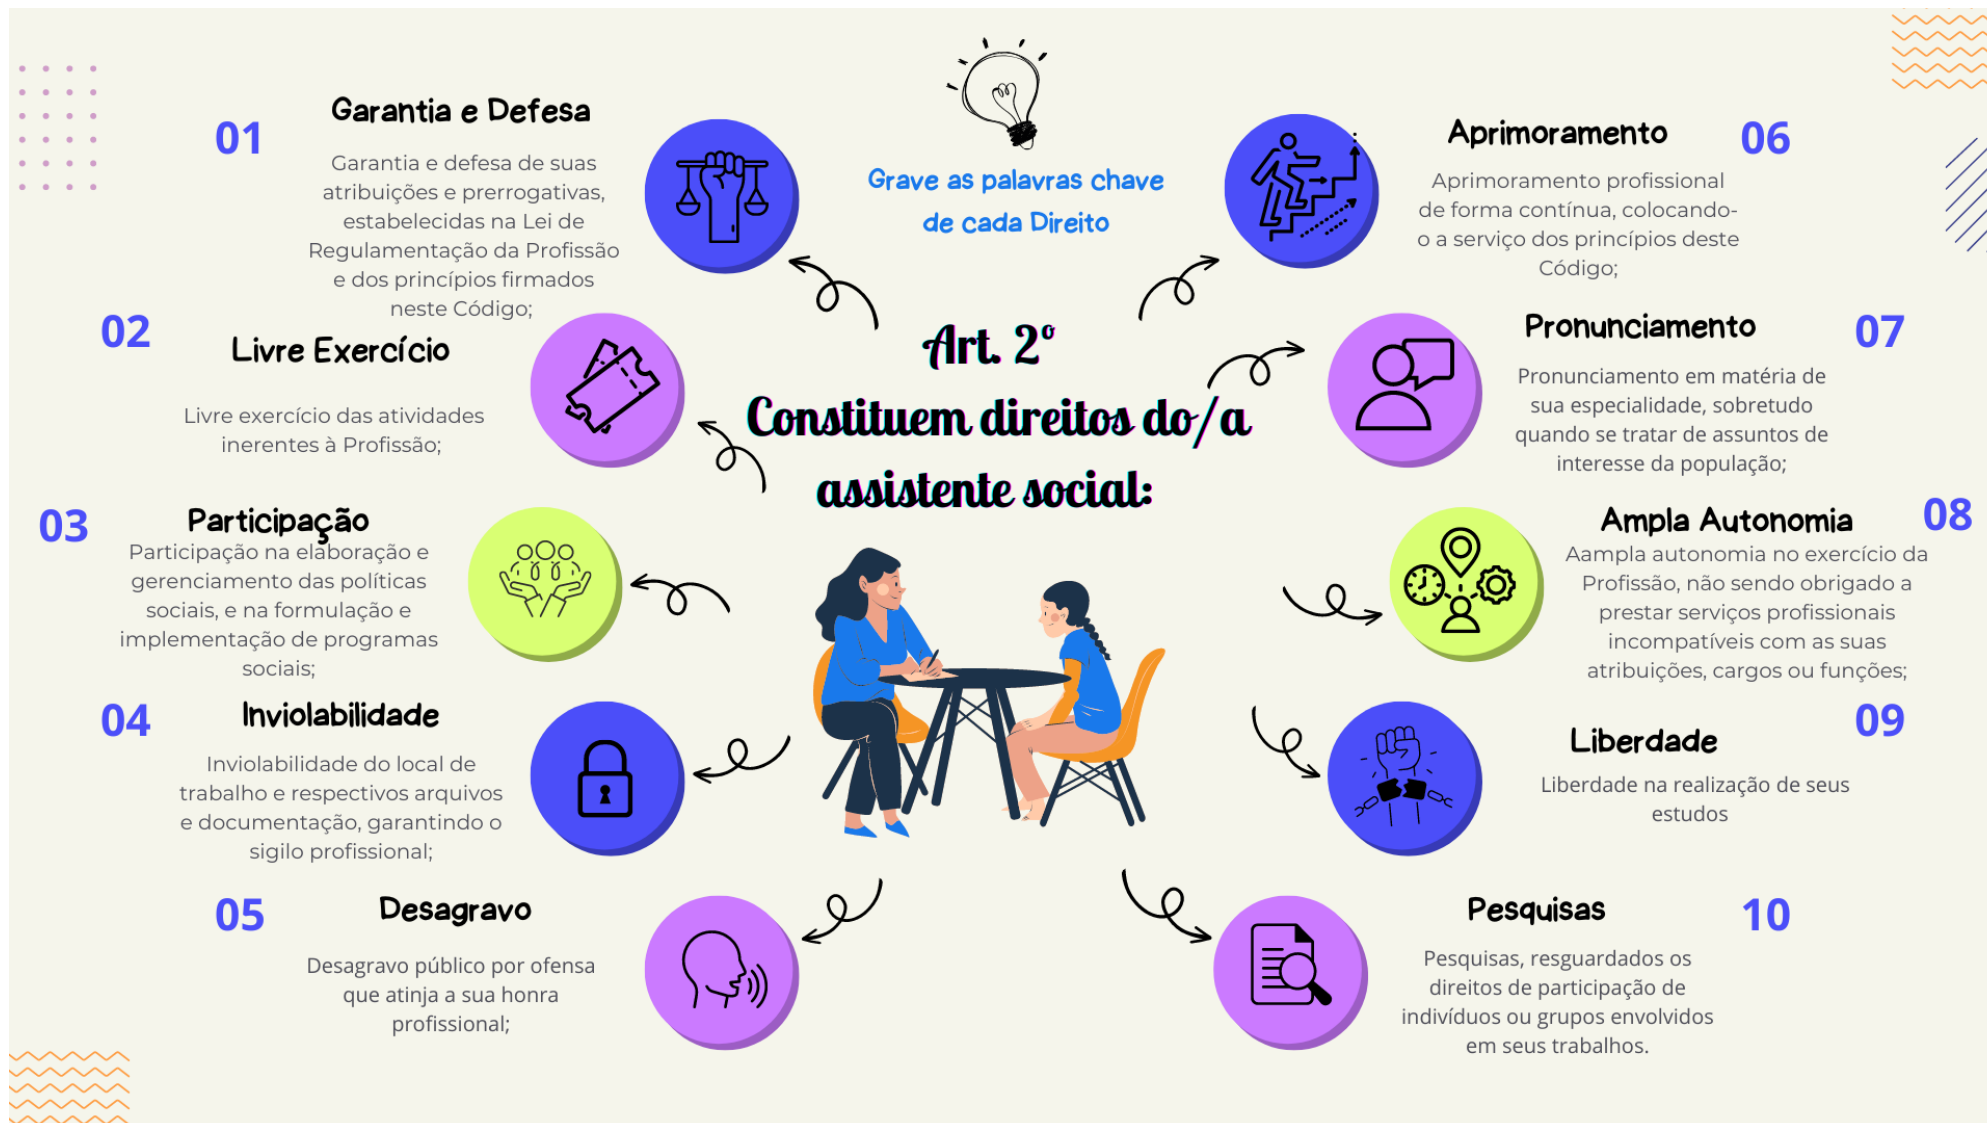 Grave as palavras chave
de cada Direito
Art. 2º
Constituem direitos do/a
assistente social:
01
Garantia e Defesa
Garantia e defesa de suas
atribuições e prerrogativas,
estabelecidas na Lei de
Regulamentação da Profissão
e dos princípios firmados
neste Código;
02
Livre Exercício
Livre exercício das atividades
inerentes à Profissão;
03
Participação
Participação na elaboração e
gerenciamento das políticas
sociais, e na formulação e
implementação de programas
sociais;
04
Inviolabilidade
Inviolabilidade do local de
trabalho e respectivos arquivos
e documentação, garantindo o
sigilo profissional;
05
Desagravo
Desagravo público por ofensa
que atinja a sua honra
profissional;
06
Aprimoramento
Aprimoramento profissional
de forma contínua, colocando-
o a serviço dos princípios deste
Código;
07
Pronunciamento
Pronunciamento em matéria de
sua especialidade, sobretudo
quando se tratar de assuntos de
interesse da população;
08
Ampla Autonomia
Aampla autonomia no exercício da
Profissão, não sendo obrigado a
prestar serviços profissionais
incompatíveis com as suas
atribuições, cargos ou funções;
09
Liberdade
Liberdade na realização de seus
estudos
10
Pesquisas
Pesquisas, resguardados os
direitos de participação de
indivíduos ou grupos envolvidos
em seus trabalhos.